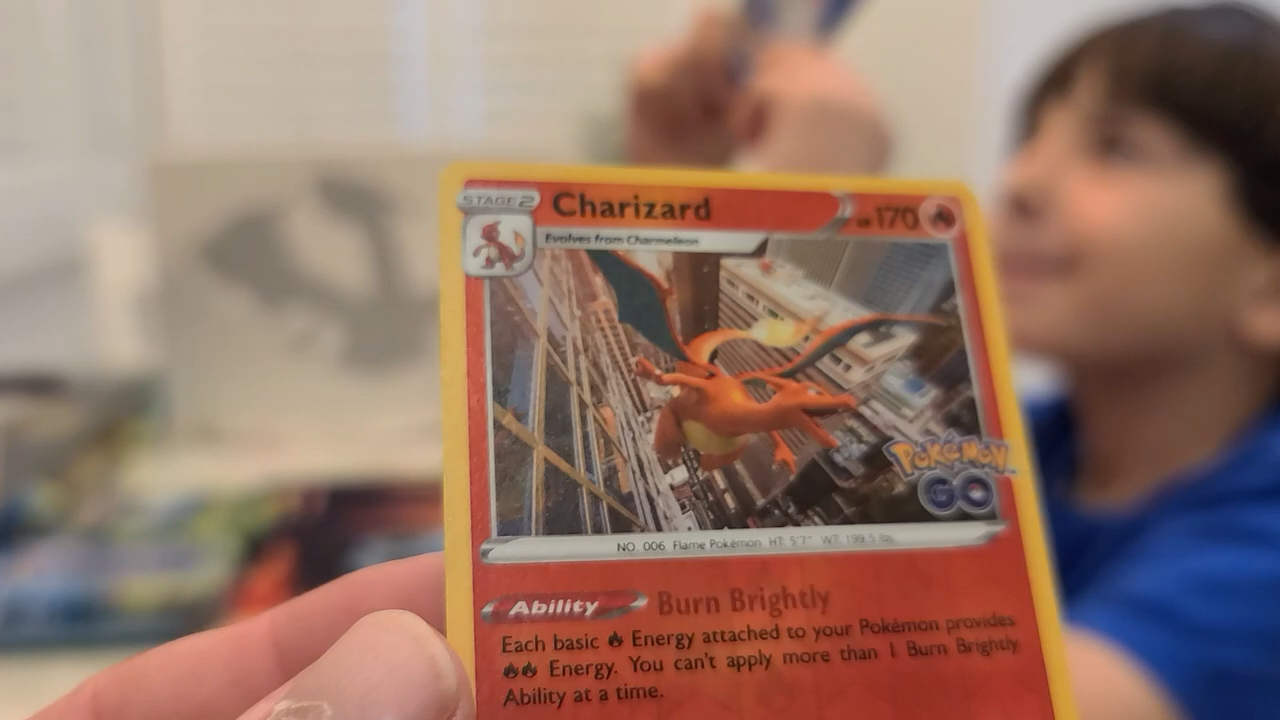 STAGE 2 Charizard HP 170
Evolves from Charmeleon
Pokémon
GO
NO. 006 Flame Pokémon HT: 5'7" WT: 199.5 lbs.
Ability Burn Brightly
Each basic Energy attached to your Pokémon provides
Energy. You can't apply more than 1 Burn Brightly
Ability at a time.